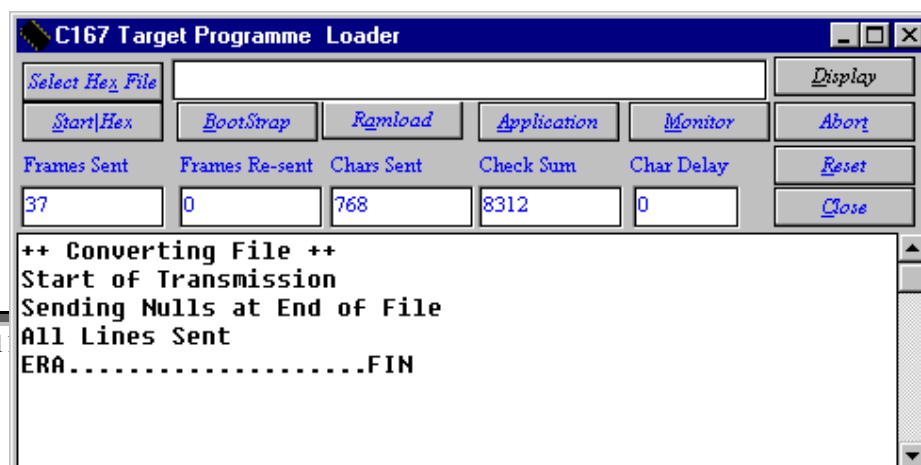 C167 Target Programme Loader
Select Hex File
Display
Start|Hex
BootStrap
Ramload
Application
Monitor
Abort
Frames Sent
Frames Re-sent
Chars Sent
Check Sum
Char Delay
Reset
37
0
768
8312
0
Close
++ Converting File ++
Start of Transmission
Sending Nulls at End of File
All Lines Sent
ERA....................FIN